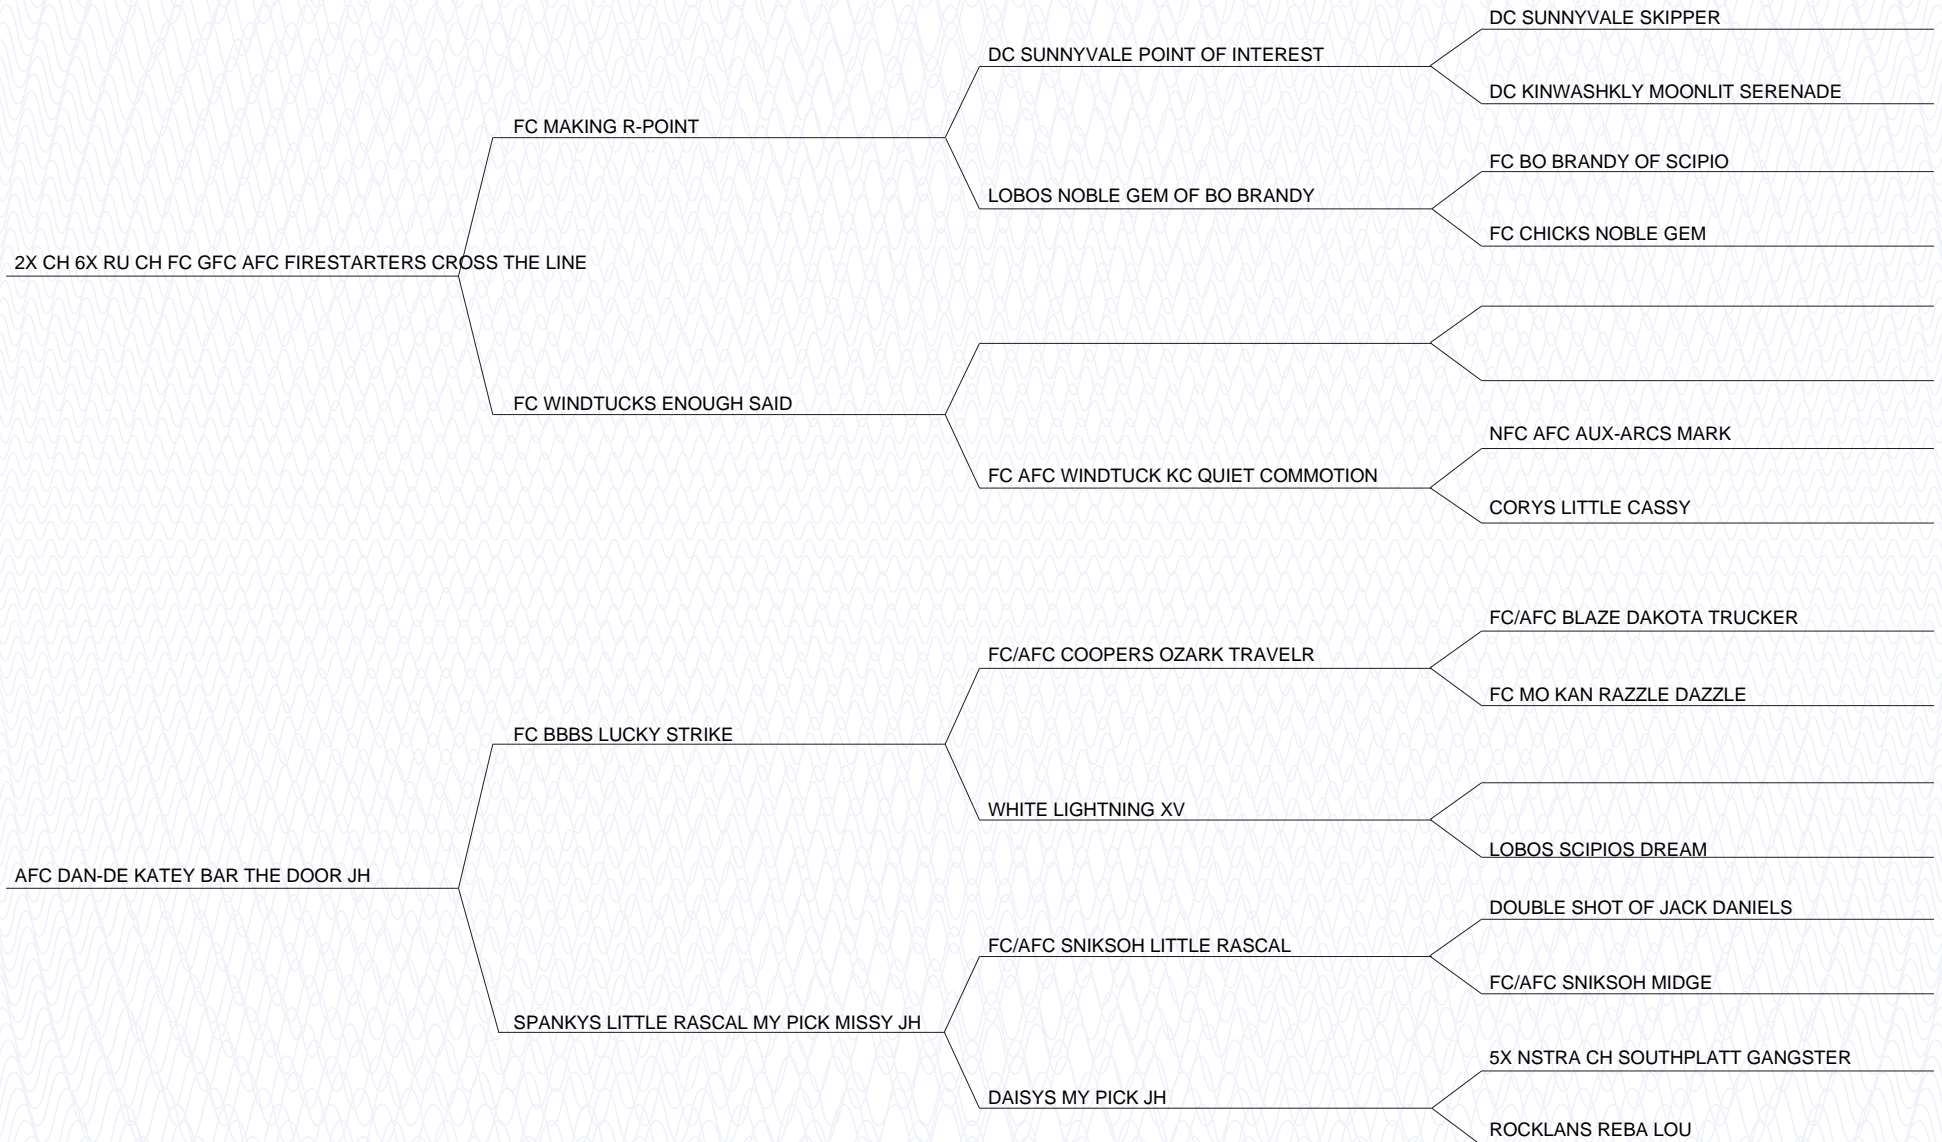 DC SUNNYVALE SKIPPER
DC SUNNYVALE POINT OF INTEREST
DC KINWASHKLY MOONLIT SERENADE
FC MAKING R-POINT
FC BO BRANDY OF SCIPIO
LOBOS NOBLE GEM OF BO BRANDY
FC CHICKS NOBLE GEM
2X CH 6X RU CH FC GFC AFC FIRESTARTERS CROSS THE LINE
FC WINDTUCKS ENOUGH SAID
NFC AFC AUX-ARCS MARK
FC AFC WINDTUCK KC QUIET COMMOTION
CORYS LITTLE CASSY
FC/AFC BLAZE DAKOTA TRUCKER
FC/AFC COOPERS OZARK TRAVELR
FC MO KAN RAZZLE DAZZLE
FC BBBS LUCKY STRIKE
WHITE LIGHTNING XV
LOBOS SCIPIOS DREAM
AFC DAN-DE KATEY BAR THE DOOR JH
DOUBLE SHOT OF JACK DANIELS
FC/AFC SNIKSOH LITTLE RASCAL
FC/AFC SNIKSOH MIDGE
SPANKYS LITTLE RASCAL MY PICK MISSY JH
5X NSTRA CH SOUTHPLATT GANGSTER
DAISYS MY PICK JH
ROCKLANS REBA LOU